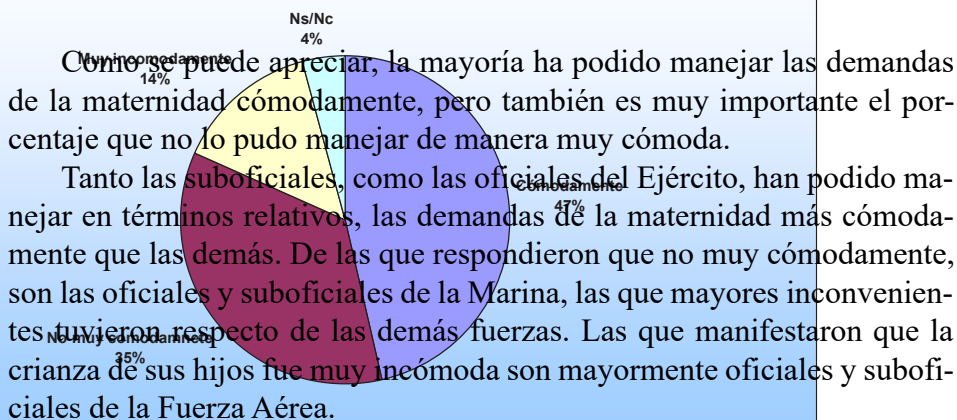 Ns/Nc
4%
Muy incomodamente
14%
Como se puede apreciar, la mayoría ha podido manejar las demandas
de la maternidad cómodamente, pero también es muy importante el por-
centaje que no lo pudo manejar de manera muy cómoda.
Tanto las suboficiales, como las oficiales del Ejército, han podido ma-
Cómodamente
47%
nejar en términos relativos, las demandas de la maternidad más cómoda-
mente que las demás. De las que respondieron que no muy cómodamente,
son las oficiales y suboficiales de la Marina, las que mayores inconvenien-
tes tuvieron respecto de las demás fuerzas. Las que manifestaron que la
No muy
35%
crianza de sus hijos fue muy incómoda son mayormente oficiales y subofi-
ciales de la Fuerza Aérea.